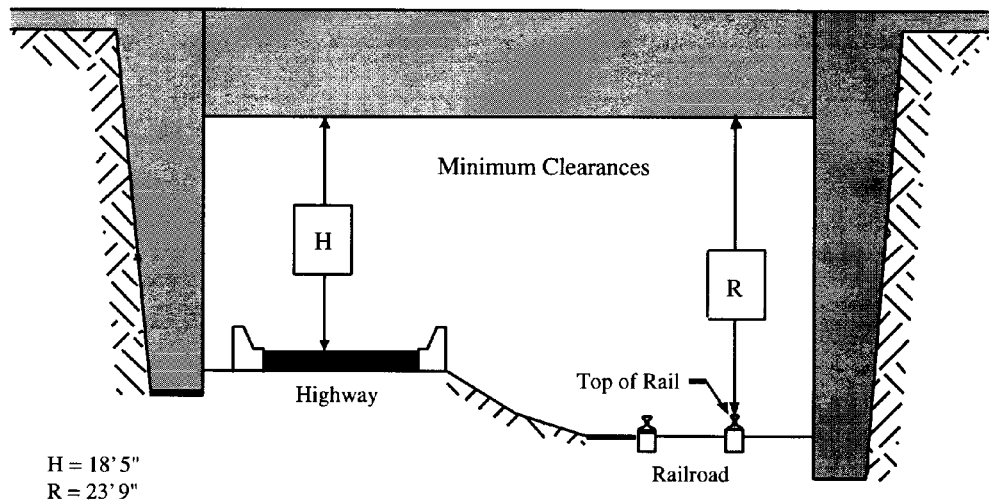 Minimum Clearances
H
R
Top of Rail
Highway
Railroad
H = 18'5"
R = 23'9"